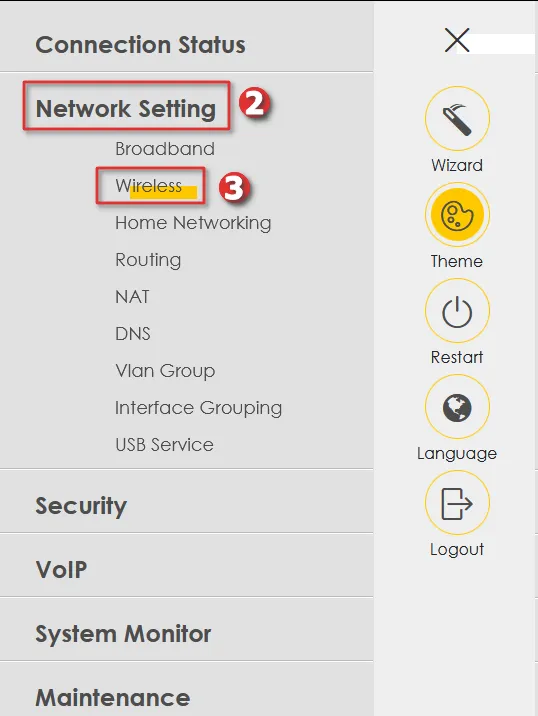 Connection Status
Network Setting 2
Broadband
Wireless 3
Home Networking
Routing
NAT
DNS
Vlan Group
Interface Grouping
USB Service
Security
VoIP
System Monitor
Maintenance
Wizard
Theme
Restart
Language
Logout